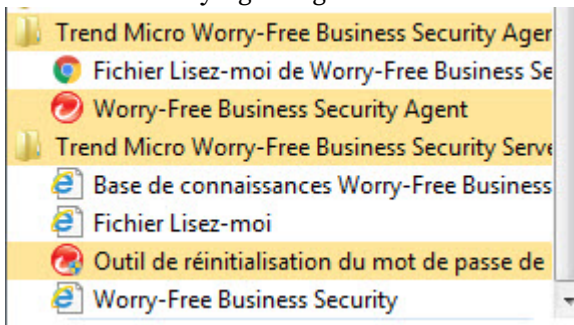 Trend Micro Worry-Free Business Security Agen
Fichier Lisez-moi de Worry-Free Business Se
Worry-Free Business Security Agent
Trend Micro Worry-Free Business Security Serve
Base de connaissances Worry-Free Business
Fichier Lisez-moi
Outil de réinitialisation du mot de passe de
Worry-Free Business Security